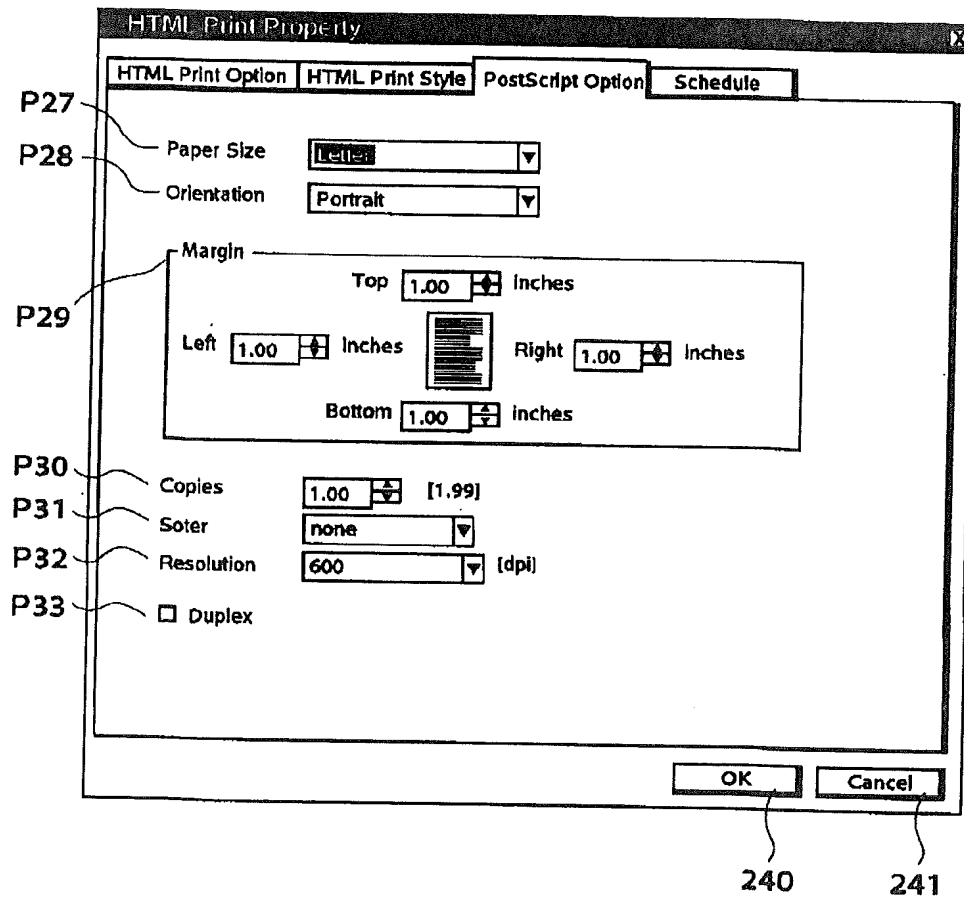 HTML Print Property X
HTML Print Option HTML Print Style PostScript Option Schedule
P27 Paper Size Letter
P28 Orientation Portrait
P29 Margin
Top 1.00 inches
Left 1.00 inches Right 1.00 inches
Bottom 1.00 inches
P30 Copies 1.00 [1.99]
P31 Soter none
P32 Resolution 600 [dpi]
P33 Duplex
OK Cancel
240 241